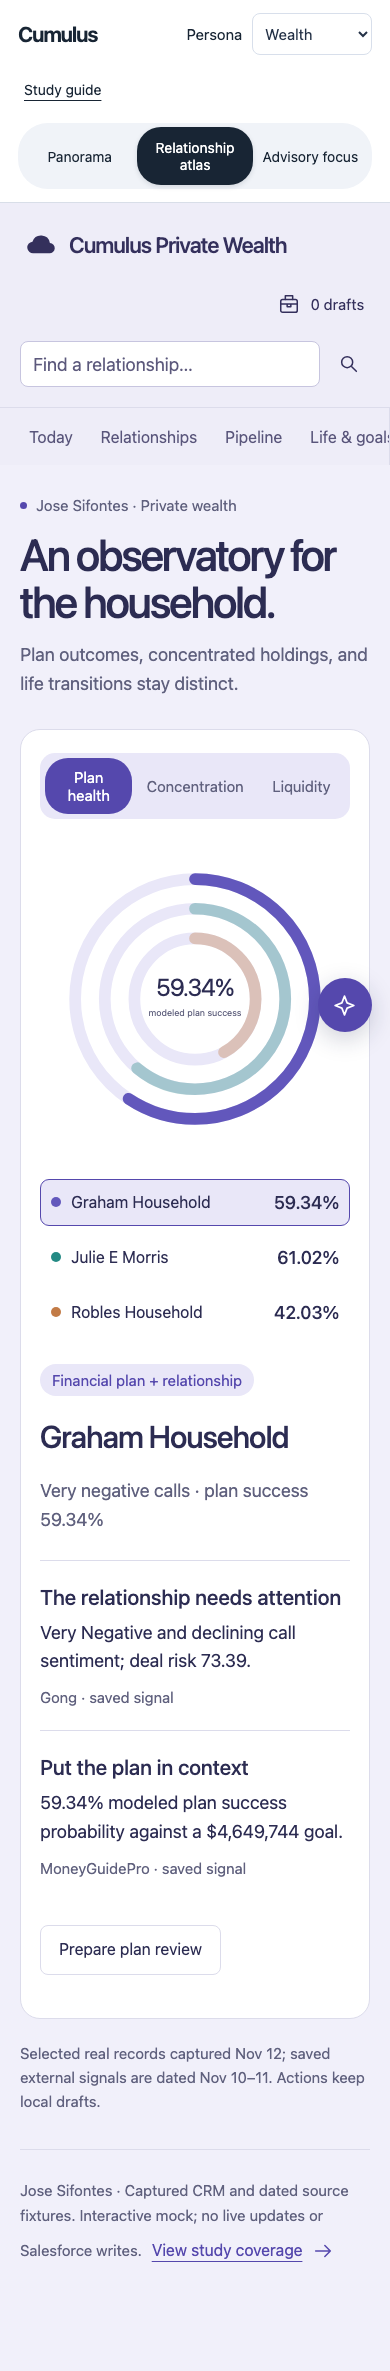 Cumulus
Persona
Wealth
Study guide
Panorama
Relationship
atlas
Advisory focus
Cumulus Private Wealth
0 drafts
Find a relationship...
Today
Relationships
Pipeline
Life & goals
Jose Sifontes · Private wealth
An observatory for
the household.
Plan outcomes, concentrated holdings, and
life transitions stay distinct.
Plan
health
Concentration
Liquidity
59.34%
modeled plan success
Graham Household 59.34%
Julie E Morris 61.02%
Robles Household 42.03%
Financial plan + relationship
Graham Household
Very negative calls · plan success
59.34%
The relationship needs attention
Very Negative and declining call
sentiment; deal risk 73.39.
Gong · saved signal
Put the plan in context
59.34% modeled plan success
probability against a $4,649,744 goal.
MoneyGuidePro · saved signal
Prepare plan review
Selected real records captured Nov 12; saved
external signals are dated Nov 10–11. Actions keep
local drafts.
Jose Sifontes · Captured CRM and dated source
fixtures. Interactive mock; no live updates or
Salesforce writes. View study coverage →